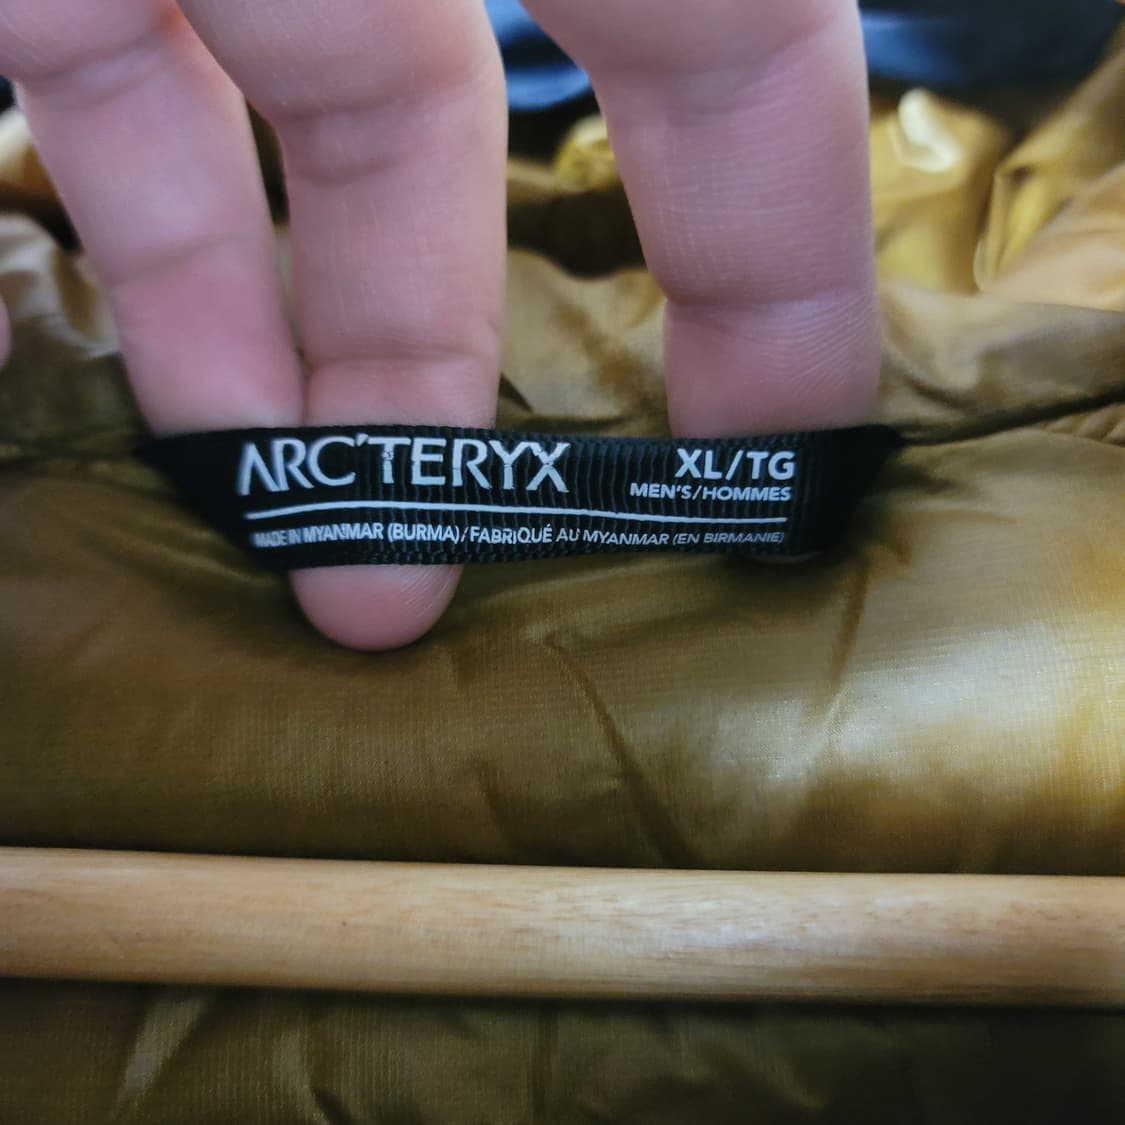 ARC'TERYX
XL/TG
MEN'S/HOMMES
MADE IN MYANMAR (BURMA)/FABRIQUÉ AU MYANMAR (EN BIRMANIE)